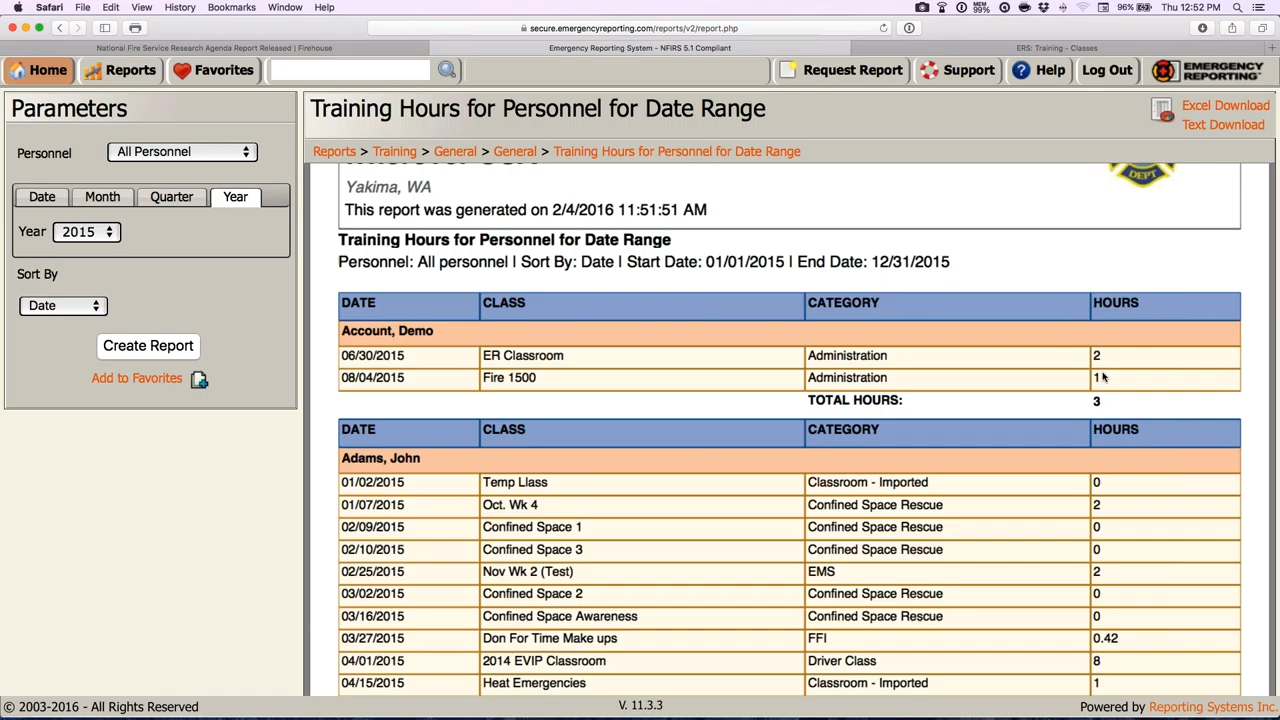 Safari File Edit View History Bookmarks Window Help MEM 99% 96% Thu 12:52 PM
secure.emergencyreporting.com/reports/v2/report.php
National Fire Service Research Agenda Report Released | Firehouse Emergency Reporting System - NFIRS 5.1 Compliant ERS: Training - Classes
Home Reports Favorites Request Report Support Help Log Out EMERGENCY REPORTING
Parameters
Personnel All Personnel
Date Month Quarter Year
Year 2015
Sort By
Date
Create Report
Add to Favorites
Training Hours for Personnel for Date Range
Excel Download
Text Download
Reports > Training > General > General > Training Hours for Personnel for Date Range
DEPT
Yakima, WA
This report was generated on 2/4/2016 11:51:51 AM
Training Hours for Personnel for Date Range
Personnel: All personnel | Sort By: Date | Start Date: 01/01/2015 | End Date: 12/31/2015
DATE CLASS CATEGORY HOURS
Account, Demo
06/30/2015 ER Classroom Administration 2
08/04/2015 Fire 1500 Administration 1
TOTAL HOURS: 3
DATE CLASS CATEGORY HOURS
Adams, John
01/02/2015 Temp Llass Classroom - Imported 0
01/07/2015 Oct. Wk 4 Confined Space Rescue 2
02/09/2015 Confined Space 1 Confined Space Rescue 0
02/10/2015 Confined Space 3 Confined Space Rescue 0
02/25/2015 Nov Wk 2 (Test) EMS 2
03/02/2015 Confined Space 2 Confined Space Rescue 0
03/16/2015 Confined Space Awareness Confined Space Rescue 0
03/27/2015 Don For Time Make ups FFI 0.42
04/01/2015 2014 EVIP Classroom Driver Class 8
04/15/2015 Heat Emergencies Classroom - Imported 1
© 2003-2016 - All Rights Reserved V. 11.3.3 Powered by Reporting Systems Inc.